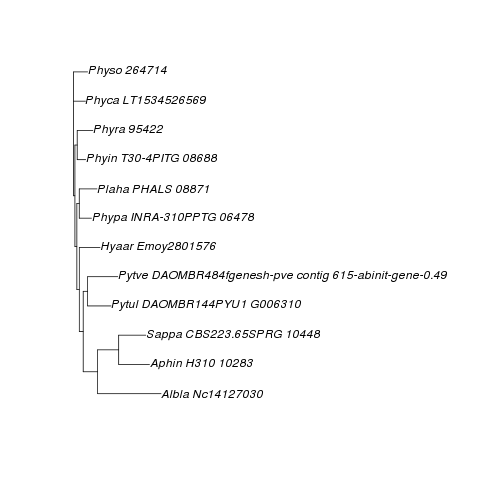 Physo 264714
Phyca LT1534526569
Phyra 95422
Phyin T30-4PITG 08688
Plaha PHALS 08871
Phypa INRA-310PPTG 06478
Hyaar Emoy2801576
Pytve DAOMBR484fgenesh-pve contig 615-abinit-gene-0.49
Pytul DAOMBR144PYU1 G006310
Sappa CBS223.65SPRG 10448
Aphin H310 10283
Albla Nc14127030